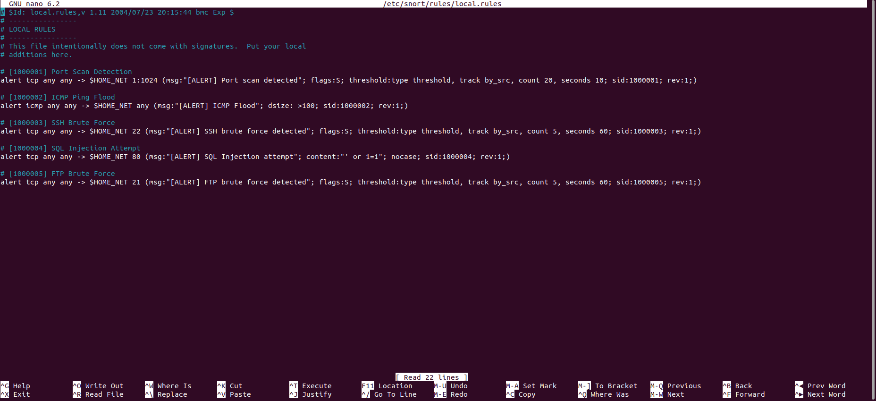 GNU nano 6.2 /etc/snort/rules/local.rules
# $Id: local.rules,v 1.11 2004/07/23 20:15:44 bmc Exp $
# ----------------
# LOCAL RULES
# ----------------
# This file intentionally does not come with signatures.  Put your local
# additions here.
# [1000001] Port Scan Detection
alert tcp any any -> $HOME_NET 1:1024 (msg:"[ALERT] Port scan detected"; flags:S; threshold:type threshold, track by_src, count 20, seconds 10; sid:1000001; rev:1;)
# [1000002] ICMP Ping Flood
alert icmp any any -> $HOME_NET any (msg:"[ALERT] ICMP Flood"; dsize: >100; sid:1000002; rev:1;)
# [1000003] SSH Brute Force
alert tcp any any -> $HOME_NET 22 (msg:"[ALERT] SSH brute force detected"; flags:S; threshold:type threshold, track by_src, count 5, seconds 60; sid:1000003; rev:1;)
# [1000004] SQL Injection Attempt
alert tcp any any -> $HOME_NET 80 (msg:"[ALERT] SQL Injection attempt"; content:"' or 1=1"; nocase; sid:1000004; rev:1;)
# [1000005] FTP Brute Force
alert tcp any any -> $HOME_NET 21 (msg:"[ALERT] FTP brute force detected"; flags:S; threshold:type threshold, track by_src, count 5, seconds 60; sid:1000005; rev:1;)
[ Read 22 lines ]
^G Help ^O Write Out ^W Where Is ^K Cut ^T Execute F11 Location M-U Undo M-A Set Mark M-] To Bracket M-Q Previous ^B Back ^◀ Prev Word
^X Exit ^R Read File ^\ Replace ^V Paste ^J Justify ^/ Go To Line M-E Redo ^C Copy ^Q Where Was M-W Next ^F Forward ^▶ Next Word